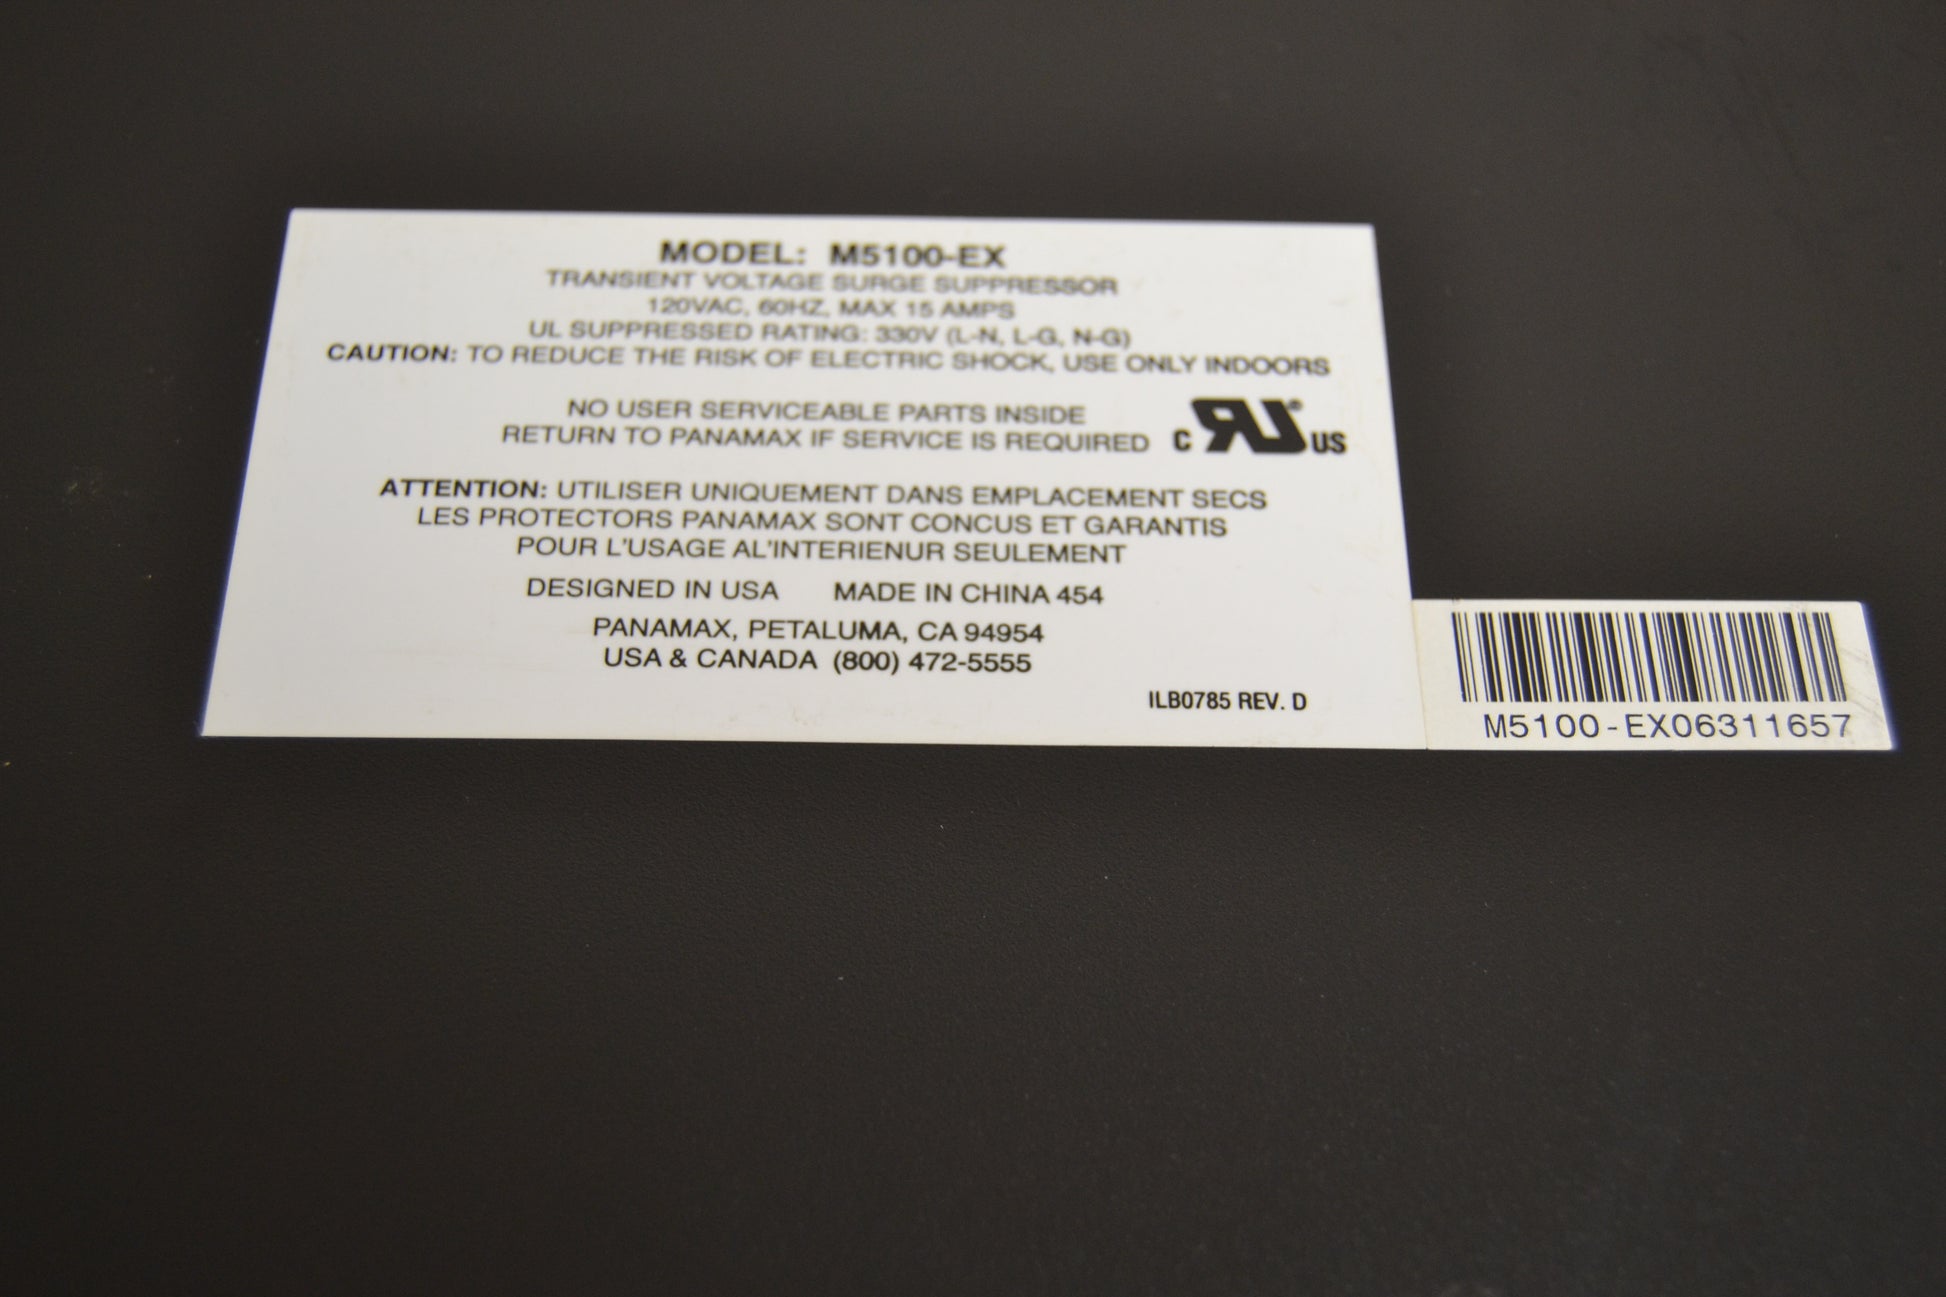 MODEL: M5100-EX
TRANSIENT VOLTAGE SURGE SUPPRESSOR
120VAC, 60HZ, MAX 15 AMPS
UL SUPPRESSED RATING: 330V (L-N, L-G, N-G)
CAUTION: TO REDUCE THE RISK OF ELECTRIC SHOCK, USE ONLY INDOORS
NO USER SERVICEABLE PARTS INSIDE
RETURN TO PANAMAX IF SERVICE IS REQUIRED
C RU® US
ATTENTION: UTILISER UNIQUEMENT DANS EMPLACEMENT SECS
LES PROTECTORS PANAMAX SONT CONCUS ET GARANTIS
POUR L'USAGE AL'INTERIENUR SEULEMENT
DESIGNED IN USA MADE IN CHINA 454
PANAMAX, PETALUMA, CA 94954
USA & CANADA (800) 472-5555
ILB0785 REV. D
M5100-EX06311657